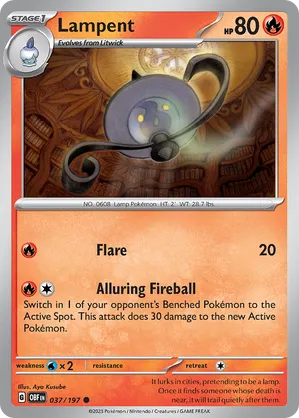 STAGE 1
Lampent
HP 80
Evolves from Litwick
NO. 0608 Lamp Pokémon HT: 2' WT: 28.7 lbs.
Flare 20
Alluring Fireball
Switch in 1 of your opponent's Benched Pokémon to the
Active Spot. This attack does 30 damage to the new Active
Pokémon.
weakness ×2 resistance retreat
Illus. Ayo Kusube
G OBF EN 037/197
It lurks in cities, pretending to be a lamp.
Once it finds someone whose death is
near, it will trail quietly after them.
©2023 Pokémon / Nintendo / Creatures / GAME FREAK